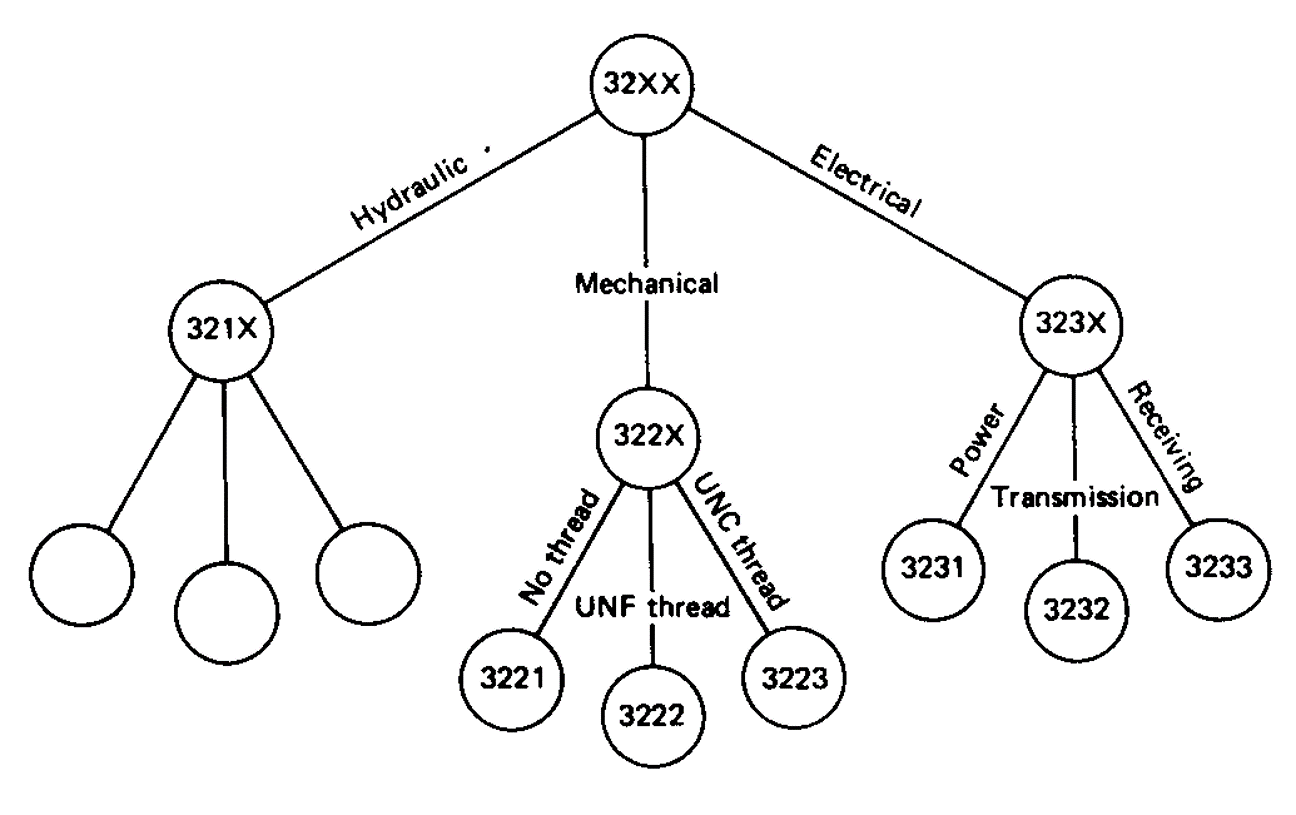 32XX
Hydraulic
Electrical
Mechanical
321X
323X
322X
Power
Transmission
Receiving
No thread
UNF thread
UNC thread
3231
3232
3233
3221
3222
3223